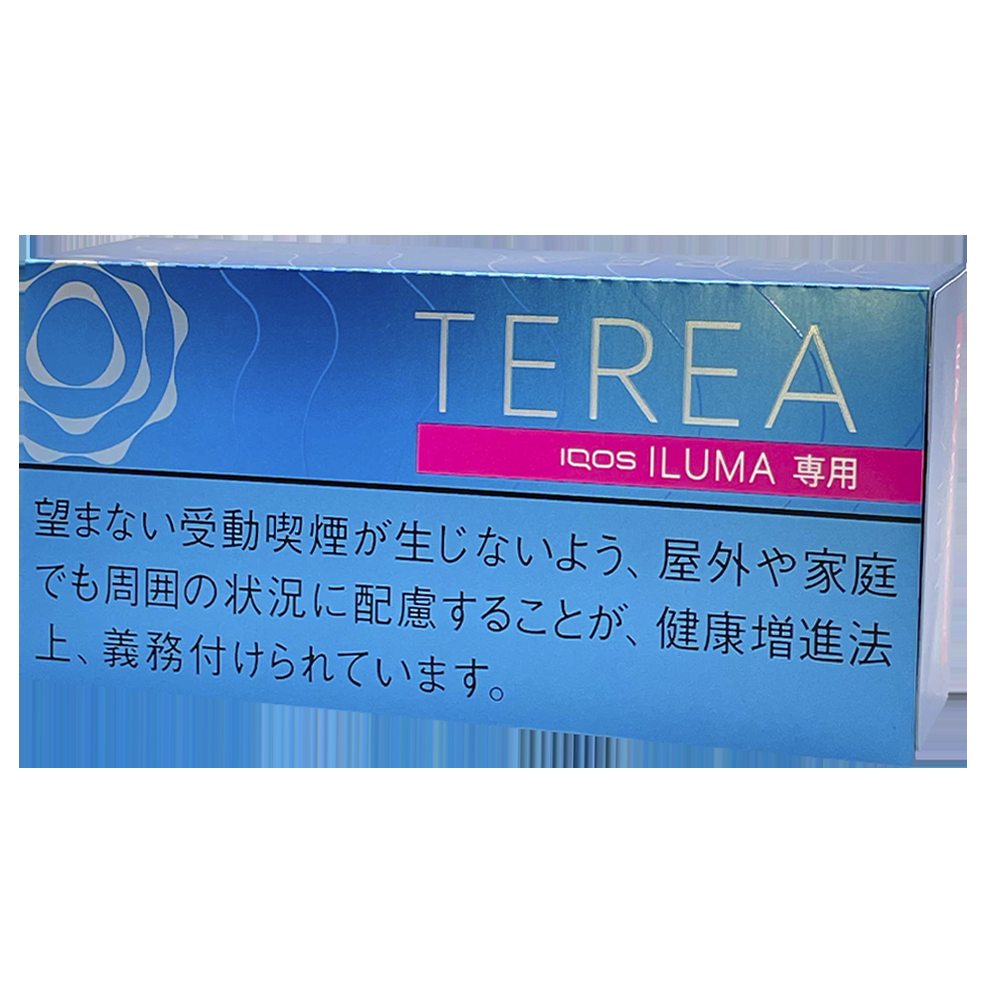 TEREA
IQOS ILUMA 専用
望まない受動喫煙が生じないよう、屋外や家庭
でも周囲の状況に配慮することが、健康増進法
上、義務付けられています。